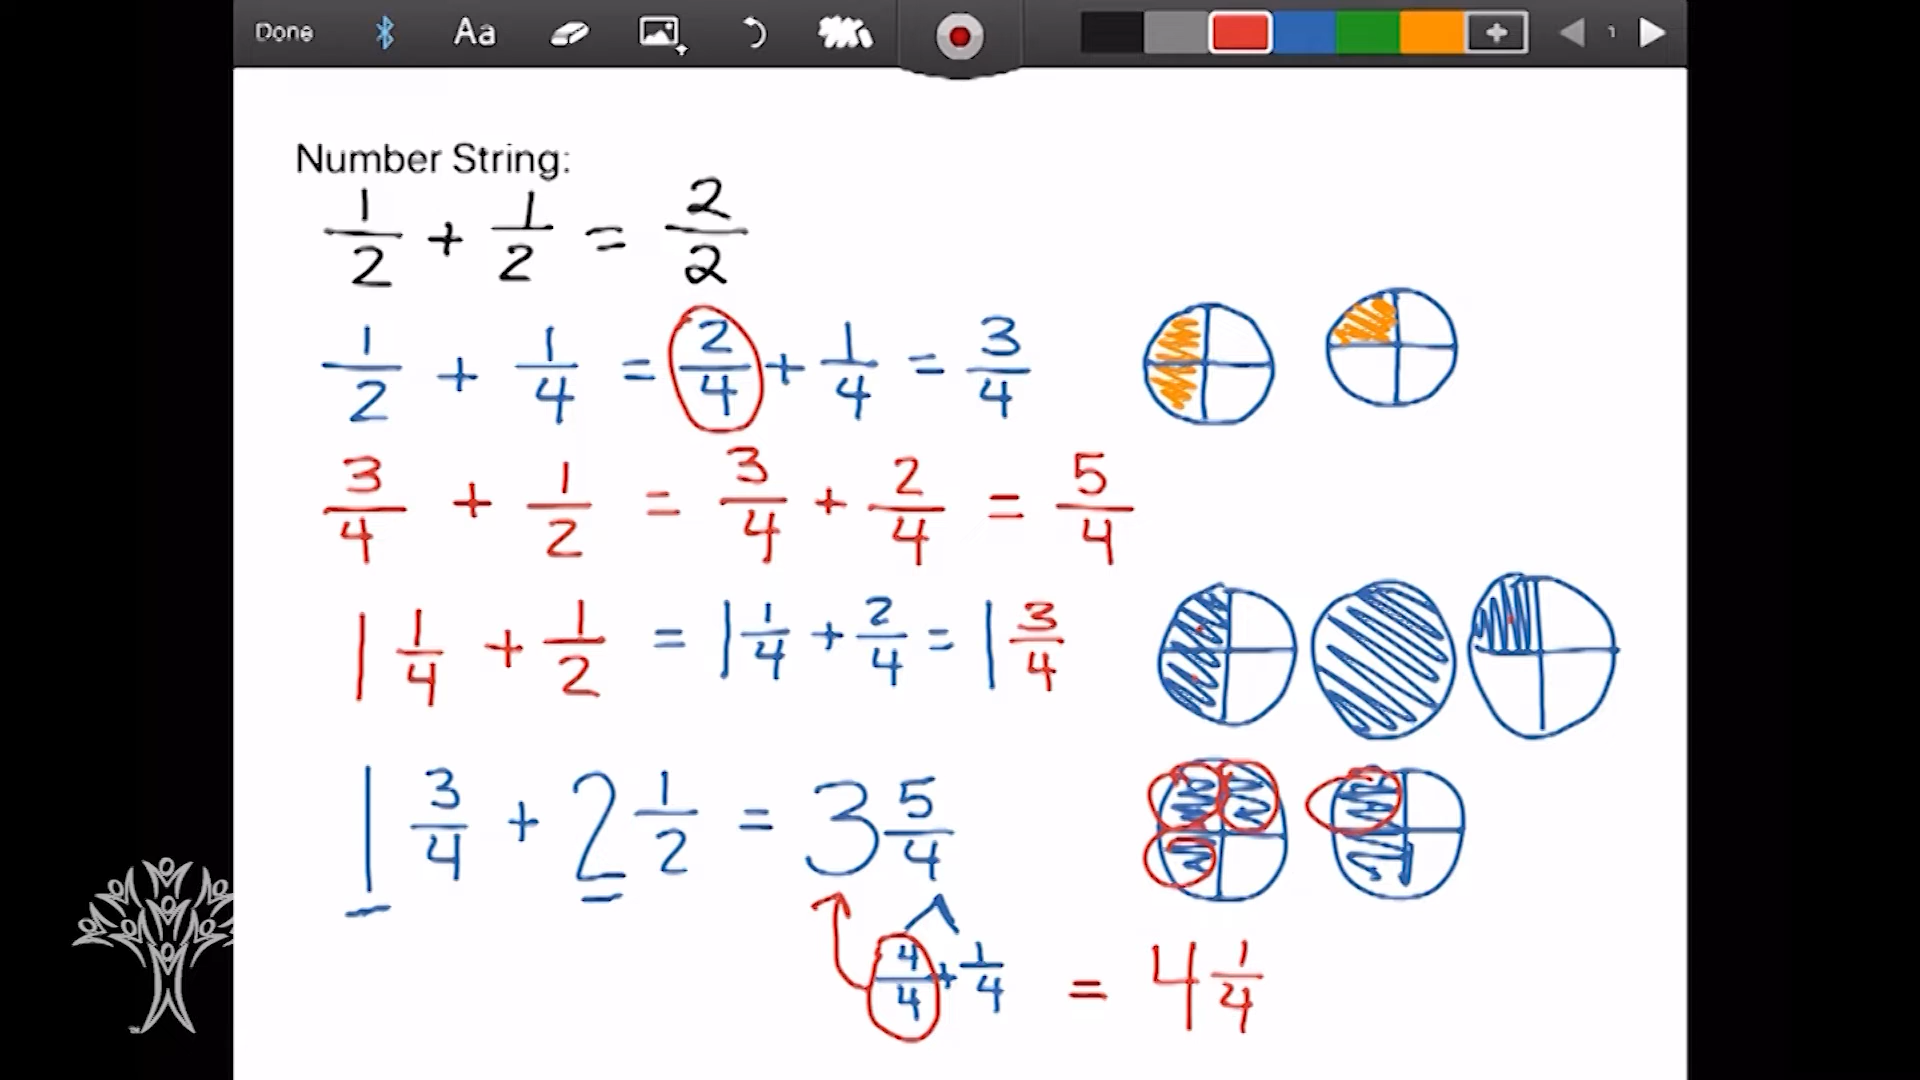 Done Aa 1
Number String:
1/2 + 1/2 = 2/2
1/2 + 1/4 = 2/4 + 1/4 = 3/4
3/4 + 1/2 = 3/4 + 2/4 = 5/4
1 1/4 + 1/2 = 1 1/4 + 2/4 = 1 3/4
1 3/4 + 2 1/2 = 3 5/4
4/4 + 1/4 = 4 1/4
TM